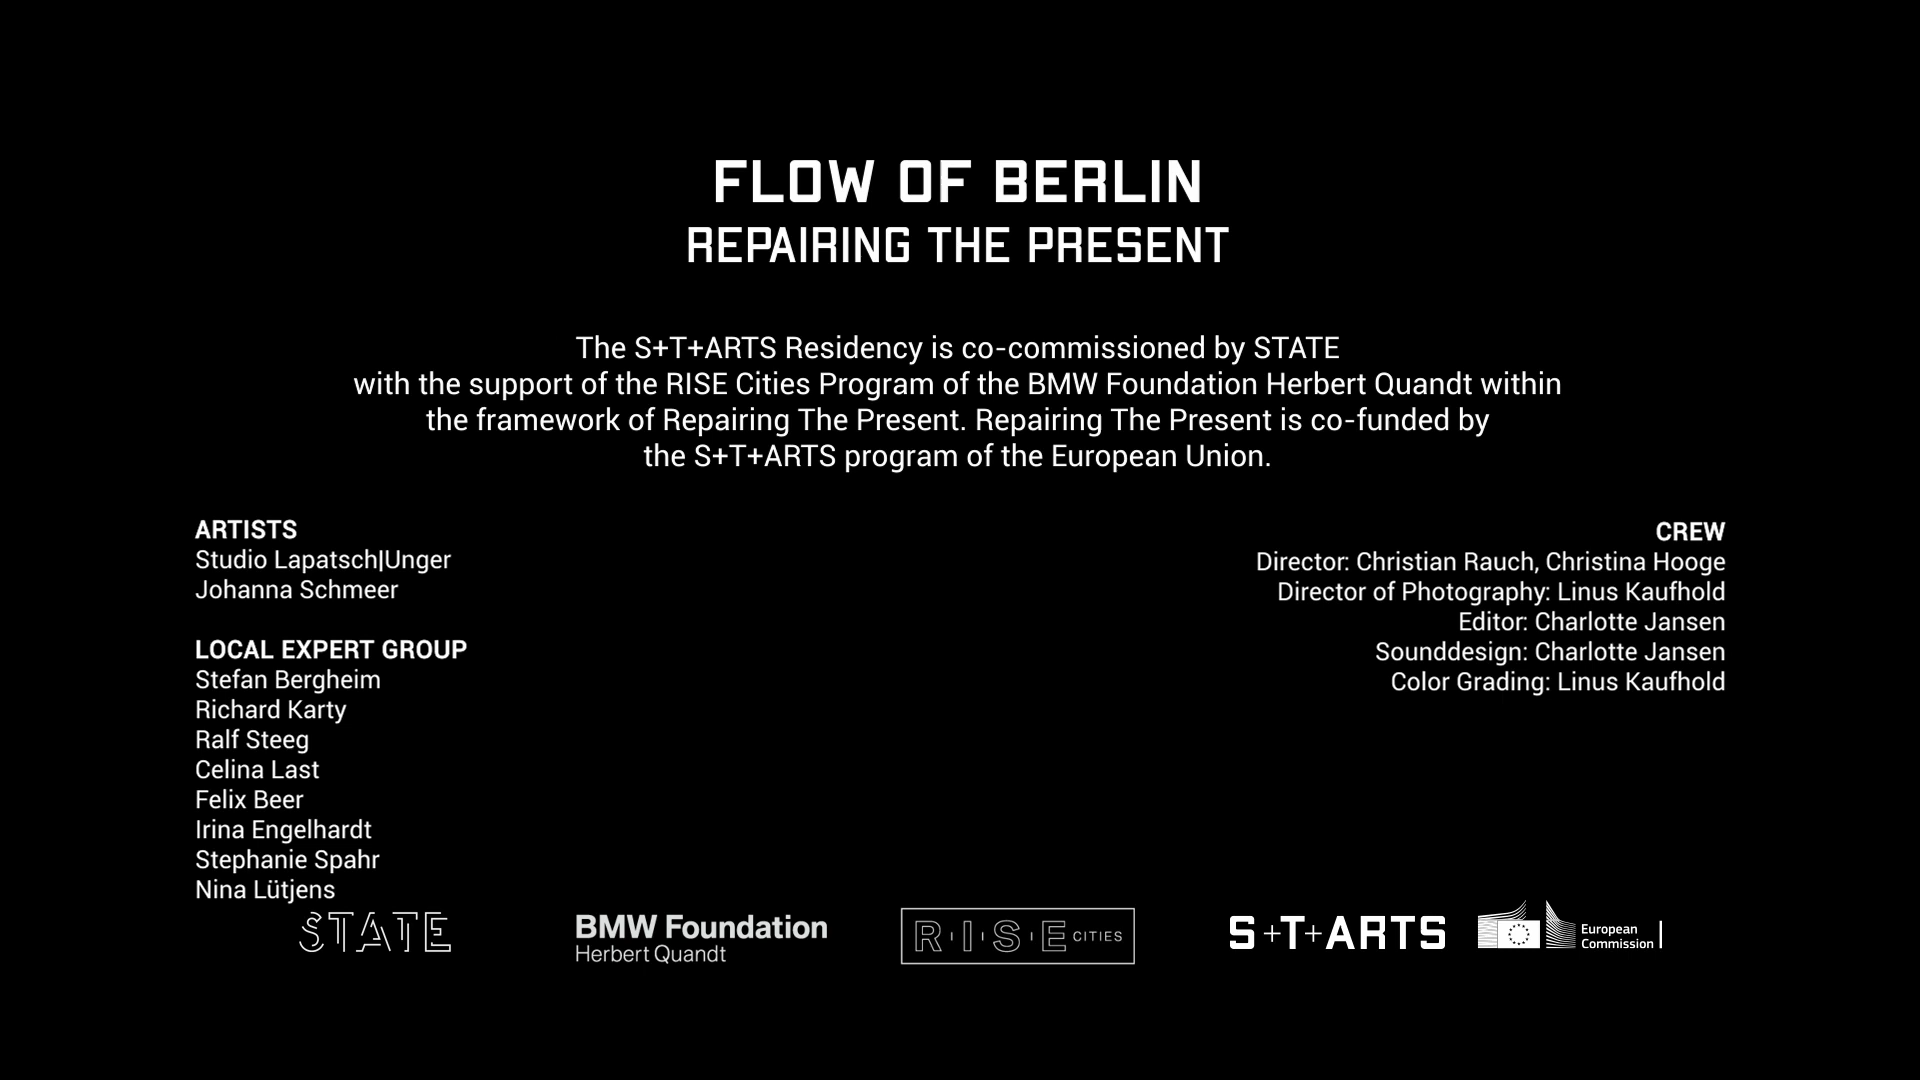 FLOW OF BERLIN
REPAIRING THE PRESENT
The S+T+ARTS Residency is co-commissioned by STATE
with the support of the RISE Cities Program of the BMW Foundation Herbert Quandt within
the framework of Repairing The Present. Repairing The Present is co-funded by
the S+T+ARTS program of the European Union.
ARTISTS
Studio Lapatsch|Unger
Johanna Schmeer
LOCAL EXPERT GROUP
Stefan Bergheim
Richard Karty
Ralf Steeg
Celina Last
Felix Beer
Irina Engelhardt
Stephanie Spahr
Nina Lütjens
CREW
Director: Christian Rauch, Christina Hooge
Director of Photography: Linus Kaufhold
Editor: Charlotte Jansen
Sounddesign: Charlotte Jansen
Color Grading: Linus Kaufhold
STATE
BMW Foundation
Herbert Quandt
R·I·S·E CITIES
S+T+ARTS
European
Commission